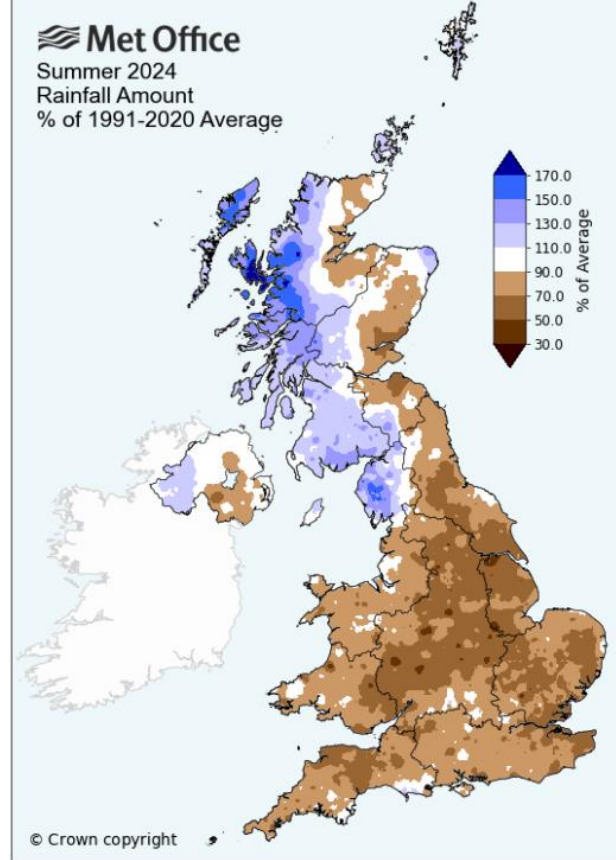 Met Office
Summer 2024
Rainfall Amount
% of 1991-2020 Average
170.0
150.0
130.0
110.0
90.0
70.0
50.0
30.0
% of Average
© Crown copyright